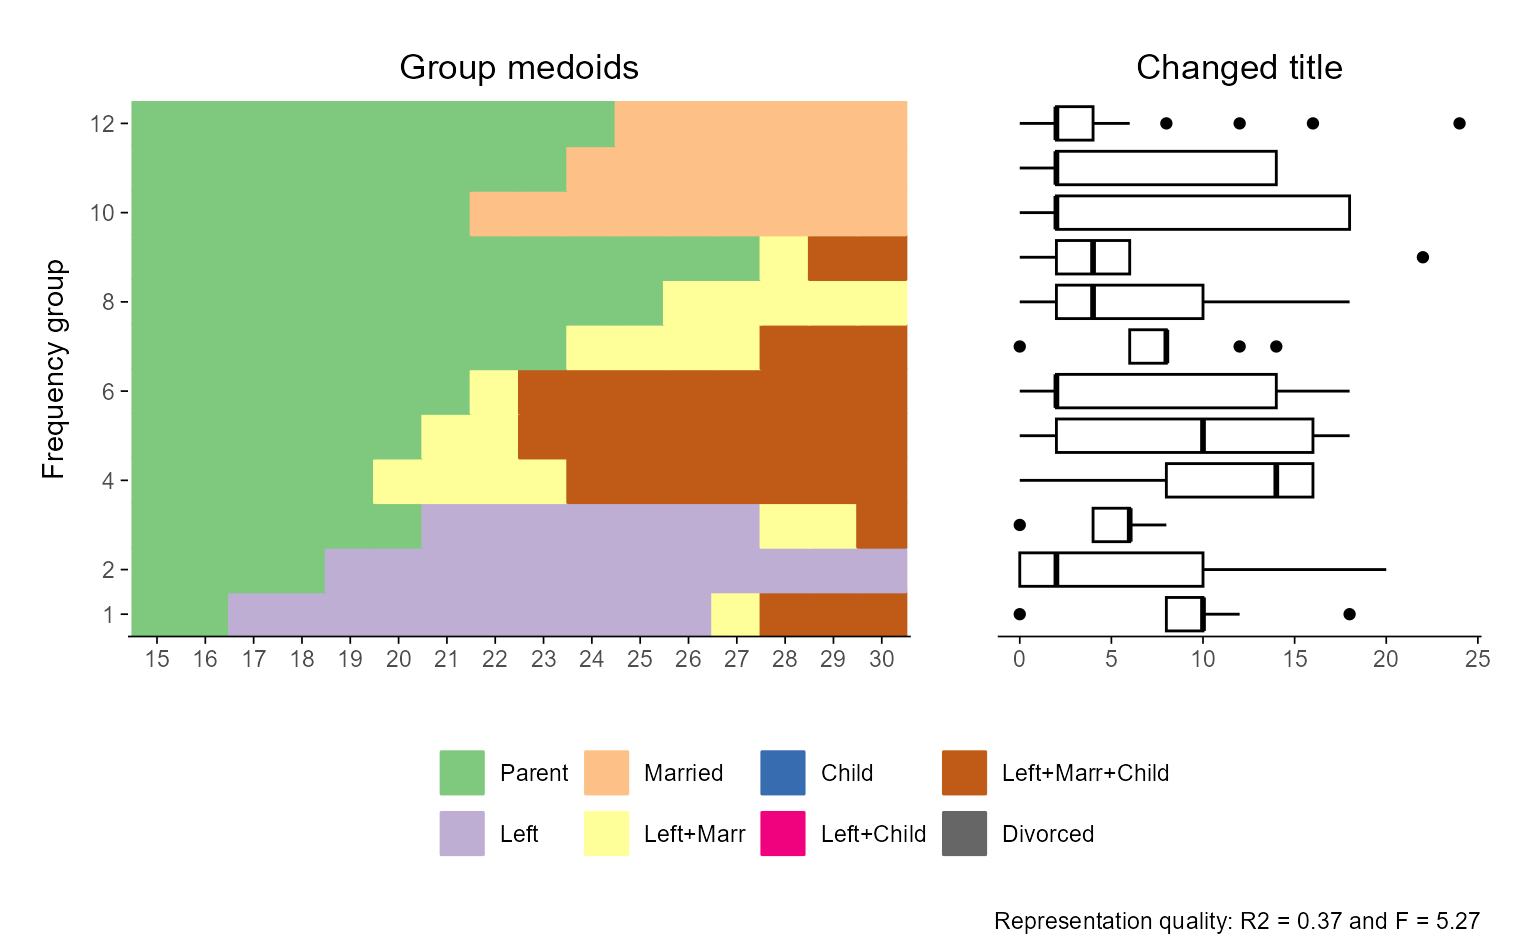 Group medoids
Changed title
Frequency group
12
10
8
6
4
2
1
15 16 17 18 19 20 21 22 23 24 25 26 27 28 29 30
0 5 10 15 20 25
Parent Married Child Left+Marr+Child
Left Left+Marr Left+Child Divorced
Representation quality: R2 = 0.37 and F = 5.27